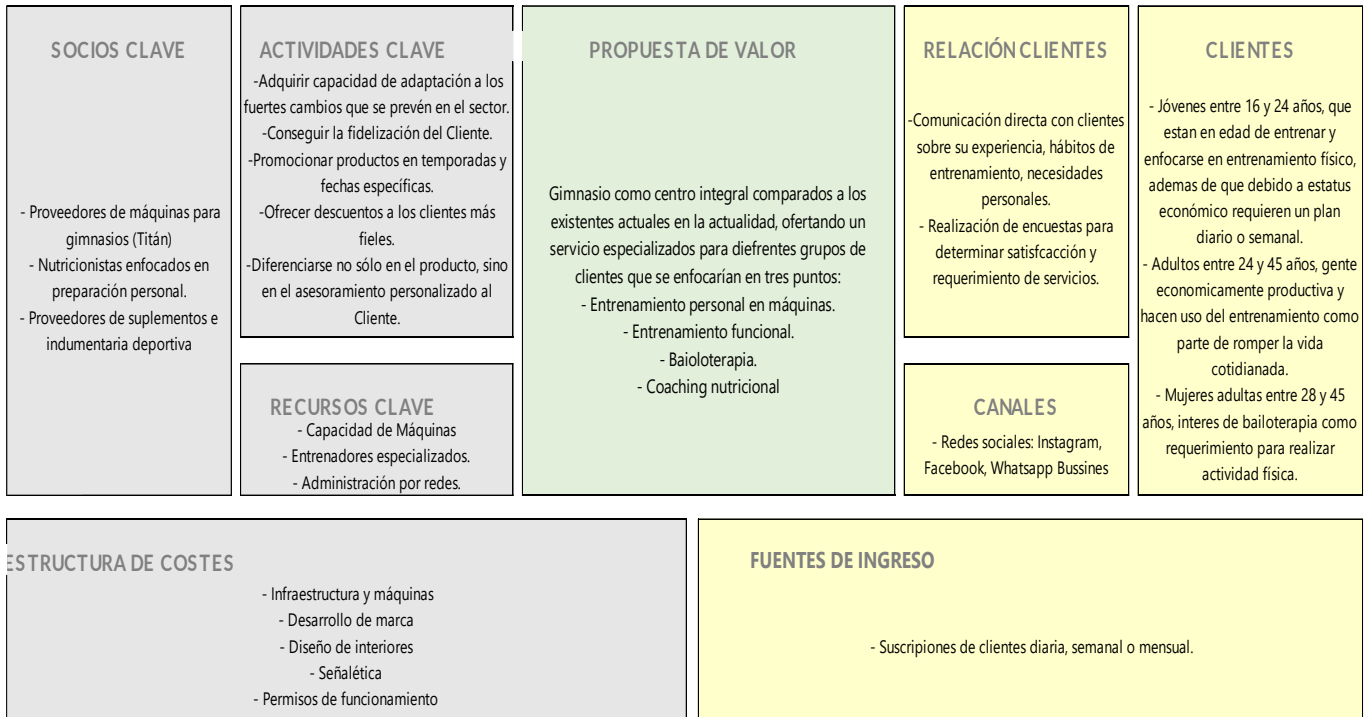 SOCIOS CLAVE
- Proveedores de máquinas para
gimnasios (Titán)
- Nutricionistas enfocados en
preparación personal.
- Proveedores de suplementos e
indumentaria deportiva
ACTIVIDADES CLAVE
-Adquirir capacidad de adaptación a los
fuertes cambios que se prevén en el sector.
-Conseguir la fidelización del Cliente.
-Promocionar productos en temporadas y
fechas específicas.
-Ofrecer descuentos a los clientes más
fieles.
-Diferenciarse no sólo en el producto, sino
en el asesoramiento personalizado al
Cliente.
RECURSOS CLAVE
- Capacidad de Máquinas
- Entrenadores especializados.
- Administración por redes.
PROPUESTA DE VALOR
Gimnasio como centro integral comparados a los
existentes actuales en la actualidad, ofertando un
servicio especializados para diefrentes grupos de
clientes que se enfocarían en tres puntos:
- Entrenamiento personal en máquinas.
- Entrenamiento funcional.
- Baioloterapia.
- Coaching nutricional
RELACIÓN CLIENTES
-Comunicación directa con clientes
sobre su experiencia, hábitos de
entrenamiento, necesidades
personales.
- Realización de encuestas para
determinar satisfcacción y
requerimiento de servicios.
CANALES
- Redes sociales: Instagram,
Facebook, Whatsapp Bussines
CLIENTES
- Jóvenes entre 16 y 24 años, que
estan en edad de entrenar y
enfocarse en entrenamiento físico,
ademas de que debido a estatus
económico requieren un plan
diario o semanal.
- Adultos entre 24 y 45 años, gente
economicamente productiva y
hacen uso del entrenamiento como
parte de romper la vida
cotidianada.
- Mujeres adultas entre 28 y 45
años, interes de bailoterapia como
requerimiento para realizar
actividad física.
ESTRUCTURA DE COSTES
- Infraestructura y máquinas
- Desarrollo de marca
- Diseño de interiores
- Señalética
- Permisos de funcionamiento
FUENTES DE INGRESO
- Suscripiones de clientes diaria, semanal o mensual.